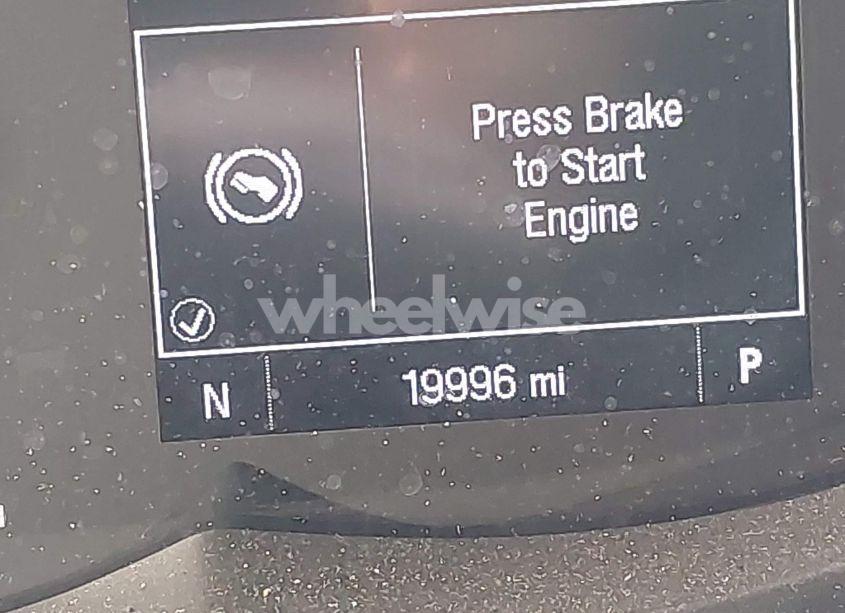 Press Brake
to Start
Engine
wheelwise
N 19996 mi P